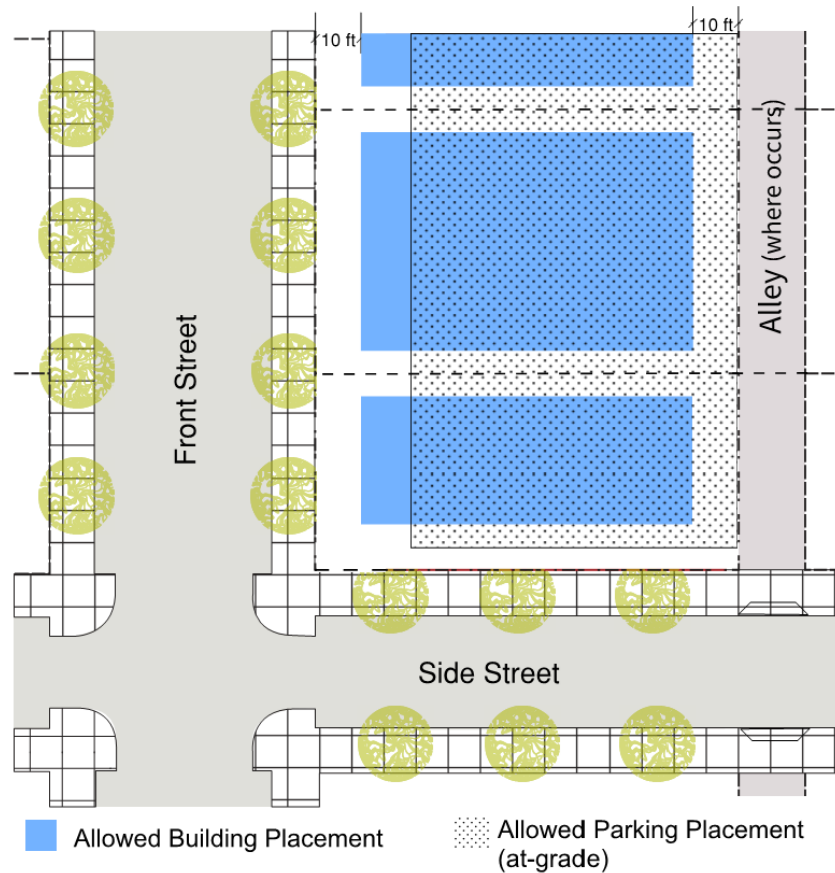 10 ft
10 ft
Alley (where occurs)
Front Street
Side Street
Allowed Building Placement
Allowed Parking Placement
(at-grade)